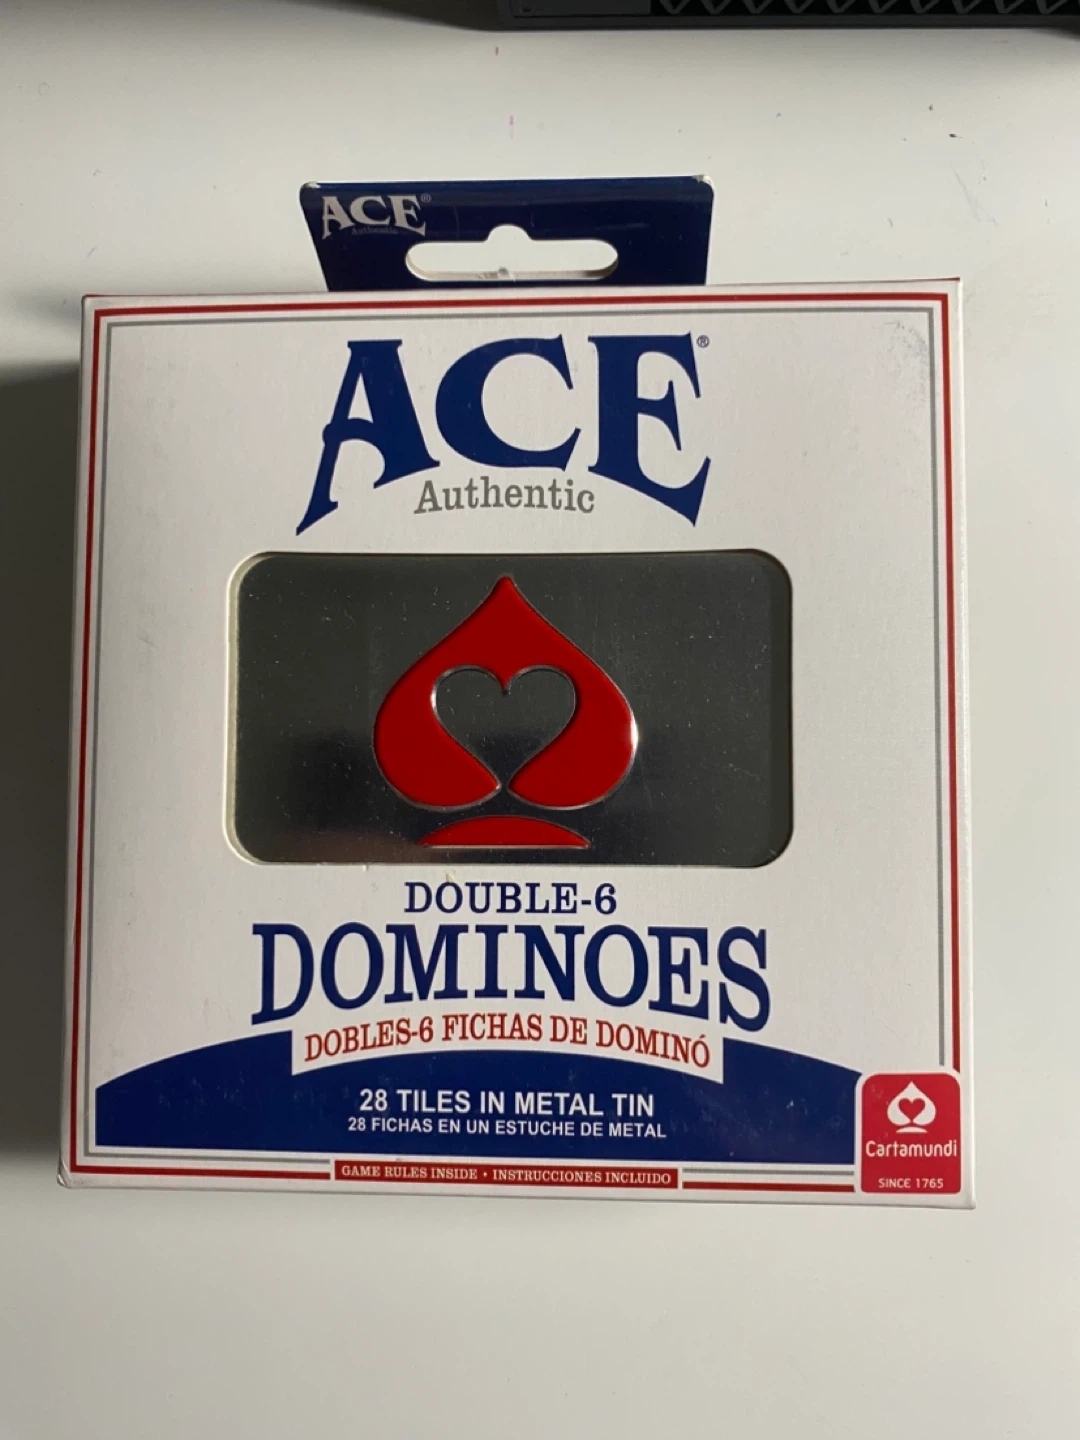 ACE®
Authentic
ACE®
Authentic
DOUBLE-6
DOMINOES
DOBLES-6 FICHAS DE DOMINÓ
28 TILES IN METAL TIN
28 FICHAS EN UN ESTUCHE DE METAL
Cartamundi
SINCE 1765
GAME RULES INSIDE • INSTRUCCIONES INCLUIDO